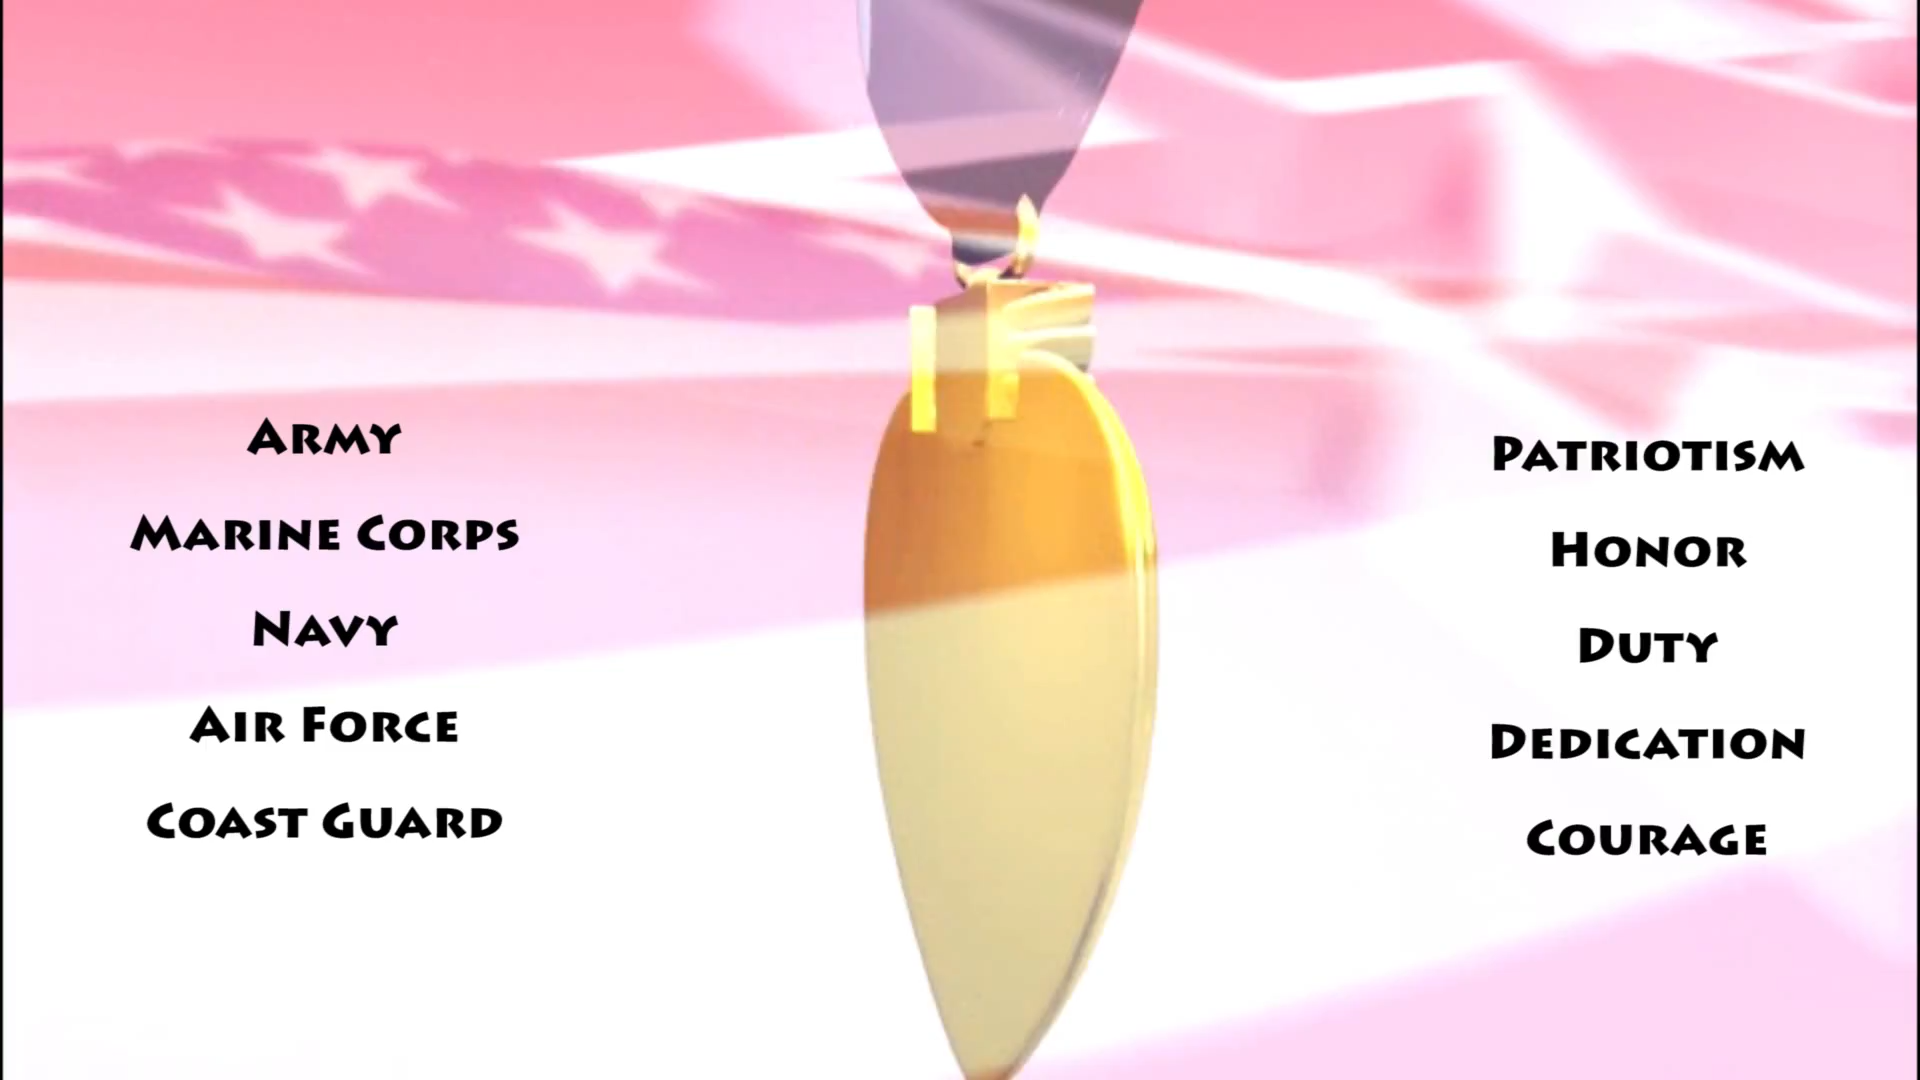 Army
Marine Corps
Navy
Air Force
Coast Guard
Patriotism
Honor
Duty
Dedication
Courage